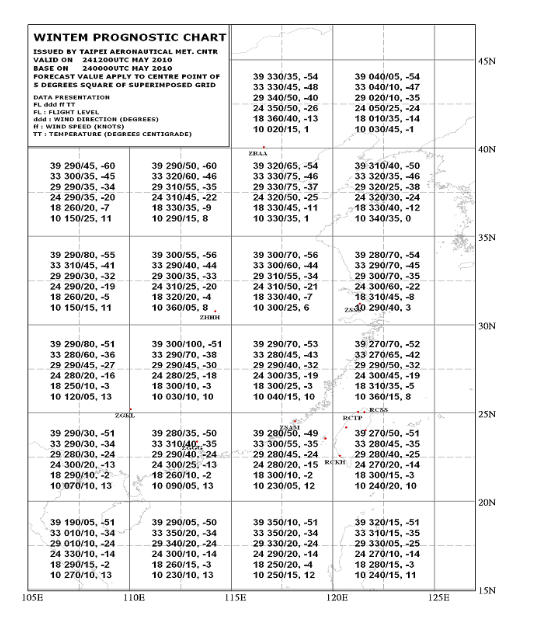 WINTEM PROGNOSTIC CHART
ISSUED BY TAIPEI AERONAUTICAL MET. CNTR
VALID ON 241200UTC MAY 2010
BASE ON 240000UTC MAY 2010
FORECAST VALUE APPLY TO CENTRE POINT OF
5 DEGREES SQUARE OF SUPERIMPOSED GRID
DATA PRESENTATION
FL ddd ff TT
FL : FLIGHT LEVEL
ddd : WIND DIRECTION (DEGREES)
ff : WIND SPEED (KNOTS)
TT : TEMPERATURE (DEGREES CENTIGRADE)
45N
39 330/35, -54 39 040/05, -54
33 330/45, -48 33 040/10, -47
29 340/50, -40 29 020/10, -35
24 350/50, -26 24 050/25, -24
18 360/40, -13 18 010/35, -14
10 020/15, 1 10 030/45, -1
ZBAA
40N
39 290/45, -60 39 290/50, -60 39 320/65, -54 39 310/40, -50
33 300/35, -45 33 320/60, -46 33 330/75, -46 33 320/35, -46
29 290/35, -34 29 310/55, -35 29 330/75, -37 29 320/25, -38
24 290/35, -20 24 310/45, -22 24 320/50, -25 24 320/30, -24
18 260/20, -7 18 330/35, -9 18 330/45, -11 18 330/40, -12
10 150/25, 11 10 290/15, 8 10 330/35, 1 10 340/35, 0
35N
39 290/80, -55 39 300/55, -56 39 300/70, -56 39 280/70, -54
33 310/45, -41 33 290/40, -44 33 300/60, -44 33 290/70, -45
29 290/30, -32 29 300/35, -33 29 310/55, -34 29 300/70, -35
24 290/20, -19 24 310/25, -20 24 310/50, -21 24 300/60, -22
18 260/20, -5 18 320/20, -4 18 330/40, -7 18 310/45, -8
10 150/15, 11 10 360/05, 8 10 300/25, 6 10 290/40, 3
ZHHH
30N
39 290/80, -51 39 300/100, -51 39 290/70, -53 39 270/70, -52
33 280/60, -36 33 290/70, -38 33 280/45, -43 33 270/65, -42
29 290/45, -27 29 290/45, -30 29 290/40, -32 29 290/50, -32
24 280/20, -16 24 280/25, -18 24 300/35, -19 24 300/45, -19
18 250/10, -3 18 300/10, -3 18 300/25, -3 18 310/35, -5
10 120/05, 13 10 030/10, 10 10 040/15, 10 10 360/15, 8
ZGKL RCTP RCSS
25N
ZSAM
39 290/30, -51 39 280/35, -50 39 280/50, -49 39 270/50, -51
33 290/30, -34 33 310/40, -35 33 300/55, -35 33 280/45, -35
29 280/30, -24 29 290/40, -24 29 280/45, -24 29 280/40, -25
24 300/20, -13 24 300/25, -13 24 280/20, -15 24 270/20, -14
18 290/10, -2 18 260/10, -2 18 300/10, -2 18 300/15, -3
10 070/10, 13 10 090/05, 13 10 230/05, 12 10 240/20, 10
ZGGG RCKH
20N
39 190/05, -51 39 290/05, -50 39 350/10, -51 39 320/15, -51
33 010/10, -34 33 350/20, -34 33 350/20, -34 33 310/15, -35
29 010/10, -24 29 340/20, -24 29 330/20, -24 29 330/05, -25
24 330/10, -14 24 300/10, -14 24 290/20, -14 24 270/10, -14
18 290/15, -2 18 260/15, -3 18 250/20, -4 18 280/15, -3
10 270/10, 13 10 230/10, 13 10 250/15, 12 10 240/15, 11
15N
105E 110E 115E 120E 125E